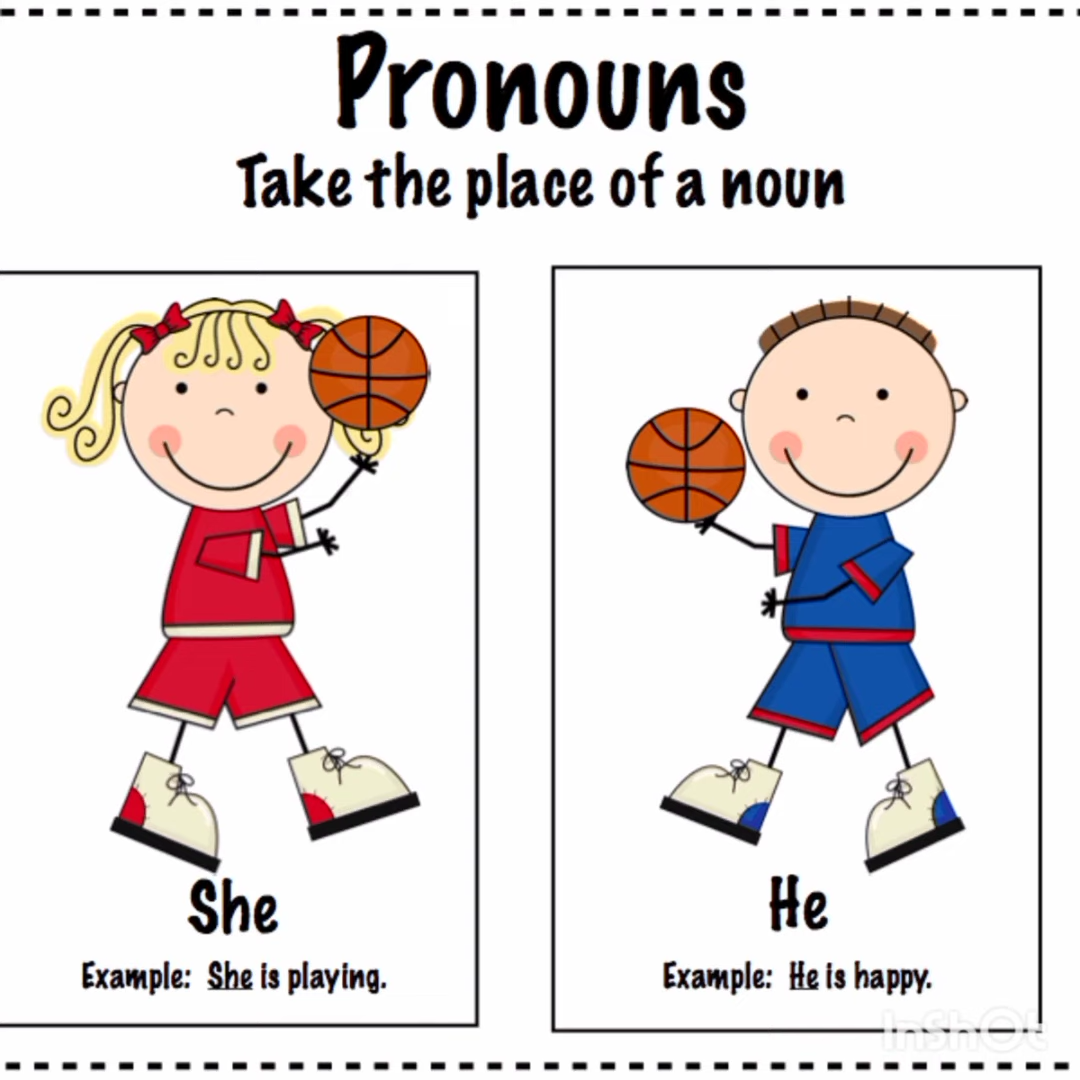 Pronouns
Take the place of a noun
She
Example: She is playing.
He
Example: He is happy.
InShOt